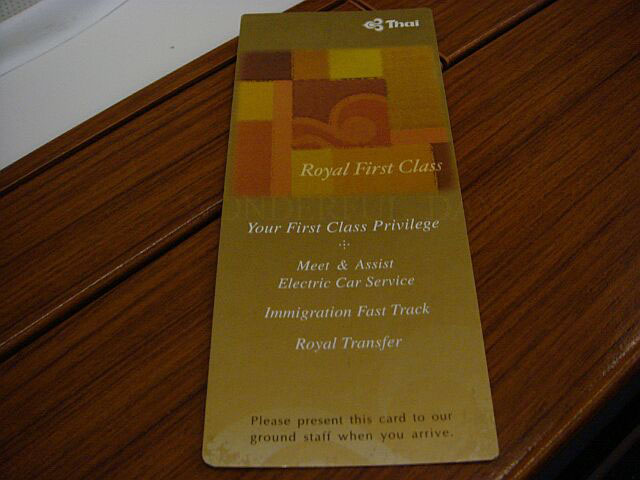 Thai
Royal First Class
Your First Class Privilege
Meet & Assist
Electric Car Service
Immigration Fast Track
Royal Transfer
Please present this card to our
ground staff when you arrive.